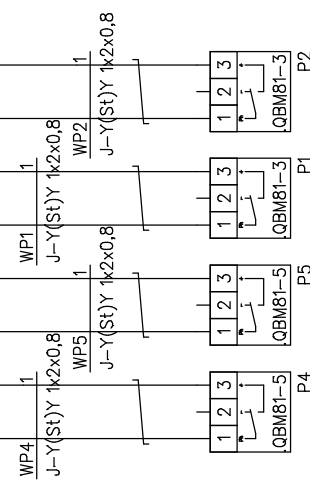 1
WP2
J-Y(St)Y 1x2x0,8
3
2
1
QBM81-3
P2
1
WP1
J-Y(St)Y 1x2x0,8
3
2
1
QBM81-3
P1
1
WP5
J-Y(St)Y 1x2x0,8
3
2
1
QBM81-5
P5
1
WP4
J-Y(St)Y 1x2x0,8
3
2
1
QBM81-5
P4